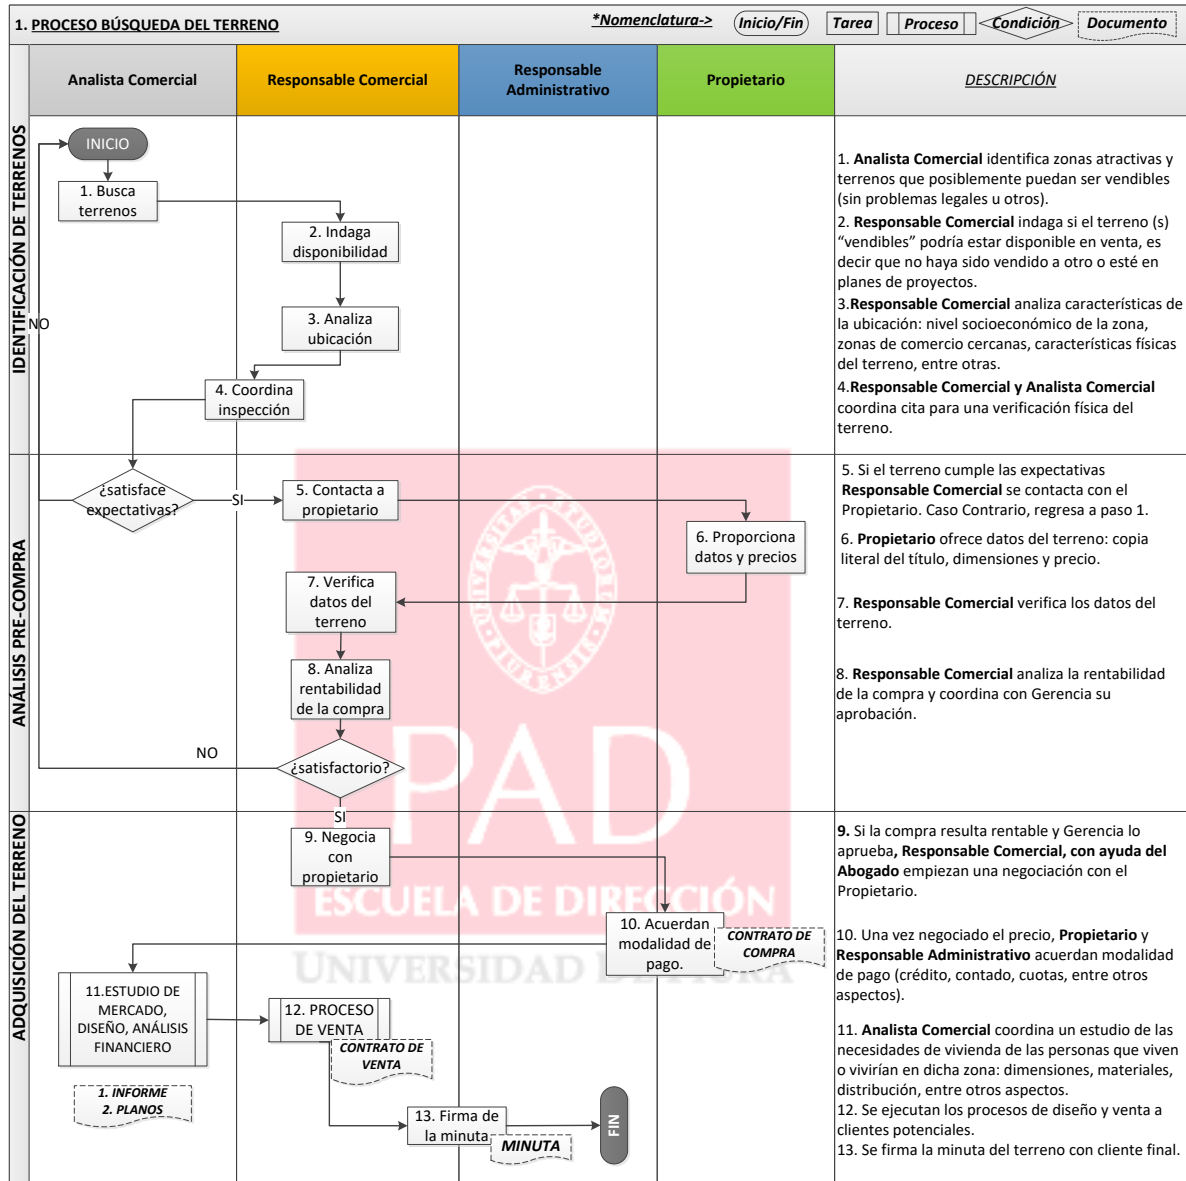 1. PROCESO BÚSQUEDA DEL TERRENO
*Nomenclatura->
Inicio/Fin
Tarea
Proceso
Condición
Documento
Analista Comercial
Responsable Comercial
Responsable
Administrativo
Propietario
DESCRIPCIÓN
IDENTIFICACIÓN DE TERRENOS
INICIO
1. Busca
terrenos
2. Indaga
disponibilidad
3. Analiza
ubicación
4. Coordina
inspección
NO
1. Analista Comercial identifica zonas atractivas y
terrenos que posiblemente puedan ser vendibles
(sin problemas legales u otros).
2. Responsable Comercial indaga si el terreno (s)
“vendibles” podría estar disponible en venta, es
decir que no haya sido vendido a otro o esté en
planes de proyectos.
3.Responsable Comercial analiza características de
la ubicación: nivel socioeconómico de la zona,
zonas de comercio cercanas, características físicas
del terreno, entre otras.
4.Responsable Comercial y Analista Comercial
coordina cita para una verificación física del
terreno.
ANÁLISIS PRE-COMPRA
¿satisface
expectativas?
SI
5. Contacta a
propietario
6. Proporciona
datos y precios
7. Verifica
datos del
terreno
8. Analiza
rentabilidad
de la compra
¿satisfactorio?
NO
SI
5. Si el terreno cumple las expectativas
Responsable Comercial se contacta con el
Propietario. Caso Contrario, regresa a paso 1.
6. Propietario ofrece datos del terreno: copia
literal del título, dimensiones y precio.
7. Responsable Comercial verifica los datos del
terreno.
8. Responsable Comercial analiza la rentabilidad
de la compra y coordina con Gerencia su
aprobación.
ADQUISICIÓN DEL TERRENO
9. Negocia
con
propietario
10. Acuerdan
modalidad de
pago.
CONTRATO DE
COMPRA
11.ESTUDIO DE
MERCADO,
DISEÑO, ANÁLISIS
FINANCIERO
1. INFORME
2. PLANOS
12. PROCESO
DE VENTA
CONTRATO DE
VENTA
13. Firma de
la minuta
MINUTA
FIN
9. Si la compra resulta rentable y Gerencia lo
aprueba, Responsable Comercial, con ayuda del
Abogado empiezan una negociación con el
Propietario.
10. Una vez negociado el precio, Propietario y
Responsable Administrativo acuerdan modalidad
de pago (crédito, contado, cuotas, entre otros
aspectos).
11. Analista Comercial coordina un estudio de las
necesidades de vivienda de las personas que viven
o vivirían en dicha zona: dimensiones, materiales,
distribución, entre otros aspectos.
12. Se ejecutan los procesos de diseño y venta a
clientes potenciales.
13. Se firma la minuta del terreno con cliente final.
PAD
ESCUELA DE DIRECCIÓN
UNIVERSIDAD DE PIURA